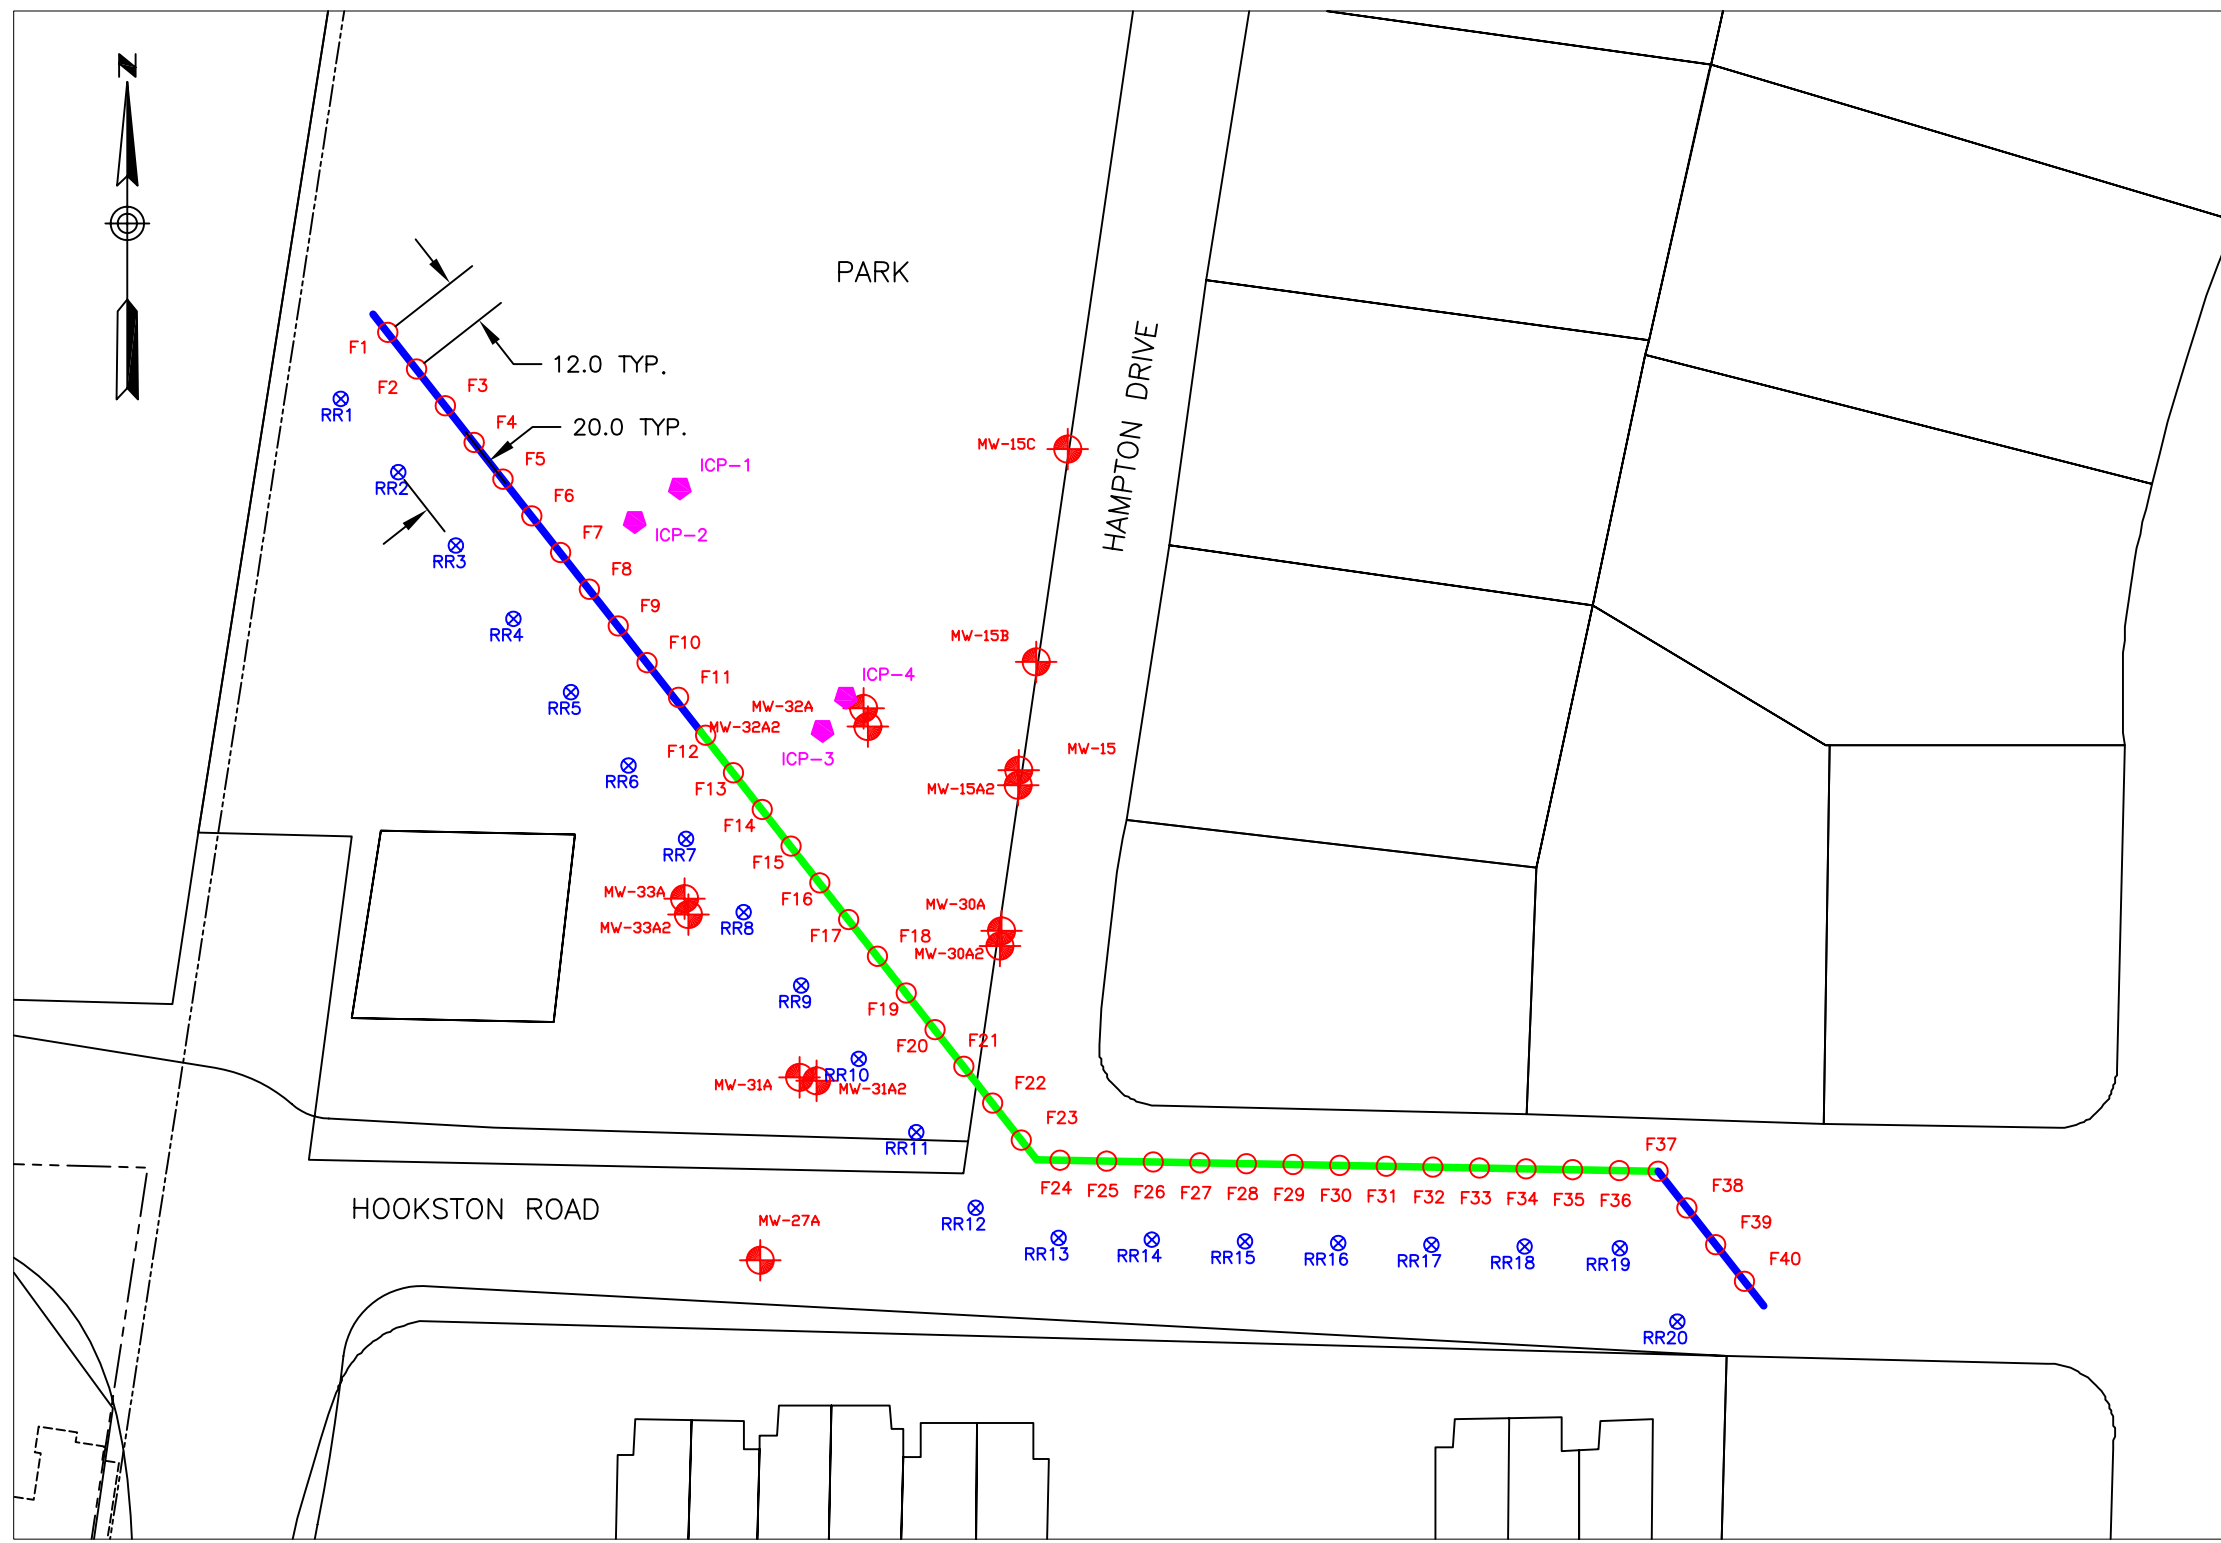 N
PARK
F1
12.0 TYP.
F2
F3
RR1
F4
20.0 TYP.
HAMPTON DRIVE
MW-15C
F5
ICP-1
RR2
F6
ICP-2
F7
RR3
F8
F9
RR4
MW-15B
F10
ICP-4
F11
MW-32A
RR5
MW-32A2
F12
MW-15
ICP-3
RR6
F13
MW-15A2
F14
RR7
F15
MW-33A
F16
MW-30A
MW-33A2
RR8
F17
F18
MW-30A2
RR9
F19
F20
F21
RR10
MW-31A
MW-31A2
F22
F23
RR11
F37
F24
F25
F26
F27
F28
F29
F30
F31
F32
F33
F34
F35
F36
F38
HOOKSTON ROAD
MW-27A
RR12
F39
RR13
RR14
RR15
RR16
RR17
RR18
RR19
F40
RR20